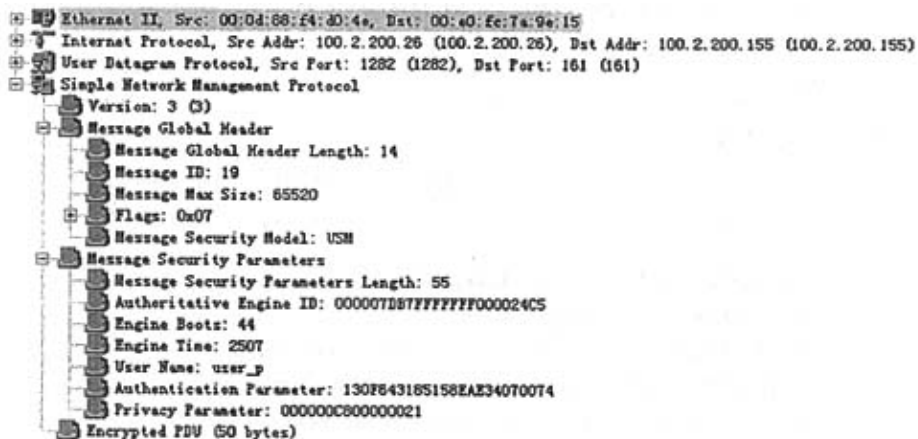 Ethernet II, Src: 00:0d:88:f4:d0:4e, Dst: 00:e0:fc:7a:9e:15
Internet Protocol, Src Addr: 100.2.200.26 (100.2.200.26), Dst Addr: 100.2.200.155 (100.2.200.155)
User Datagram Protocol, Src Port: 1282 (1282), Dst Port: 161 (161)
Simple Network Management Protocol
Version: 3 (3)
Message Global Header
Message Global Header Length: 14
Message ID: 19
Message Max Size: 65520
Flags: 0x07
Message Security Model: USM
Message Security Parameters
Message Security Parameters Length: 55
Authoritative Engine ID: 000007DB7FFFFFFF000024C5
Engine Boots: 44
Engine Time: 2507
User Name: user_p
Authentication Parameter: 130F843185158EAE34070074
Privacy Parameter: 000000C800000021
Encrypted PDU (50 bytes)